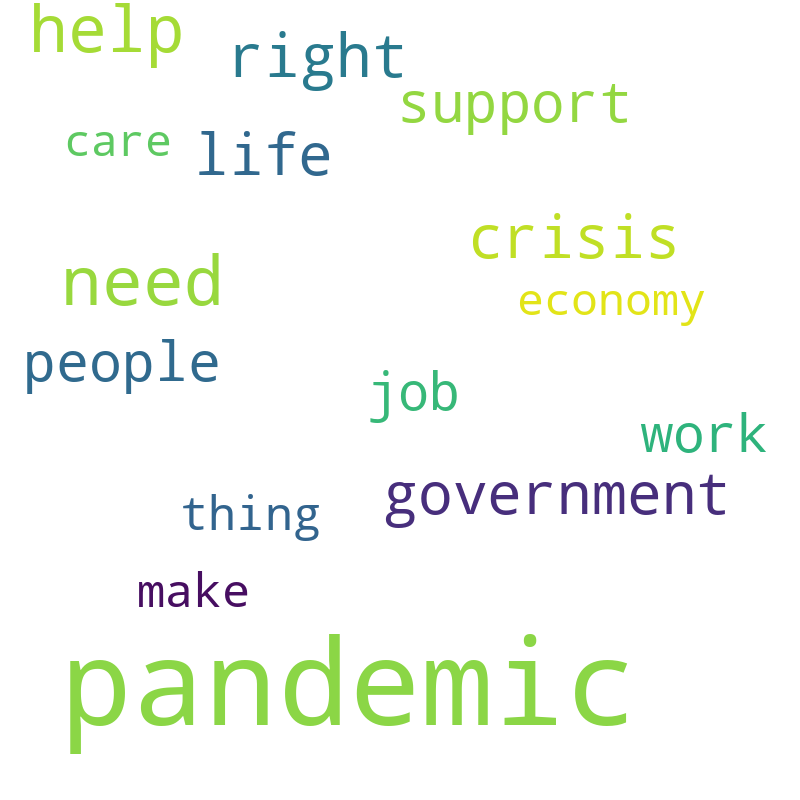 help
right
support
care
life
crisis
need
economy
people
job
work
government
thing
make
pandemic